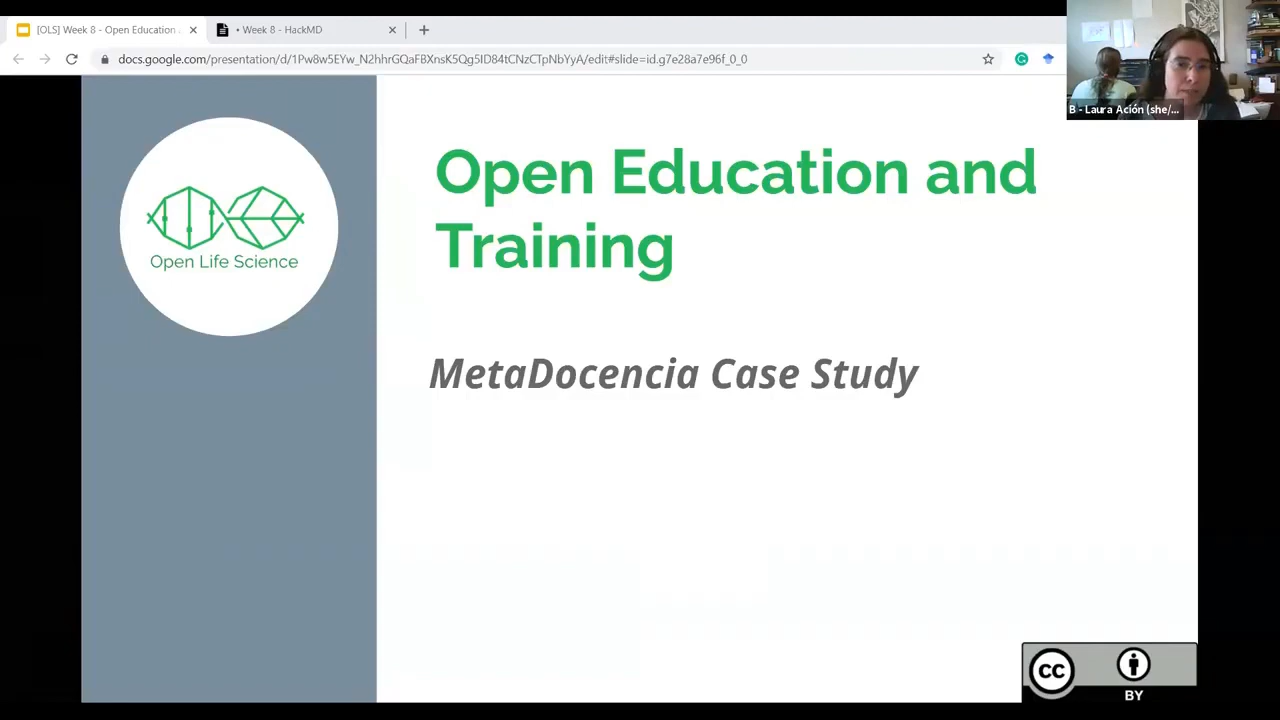 [OLS] Week 8 - Open Education
• Week 8 - HackMD
docs.google.com/presentation/d/1Pw8w5EYw_N2hhrGQaFBXnsK5Qg5ID84tCNzCTpNbYyA/edit#slide=id.g7e28a7e96f_0_0
B - Laura Ación (she/...
Open Life Science
Open Education and
Training
MetaDocencia Case Study
CC
BY